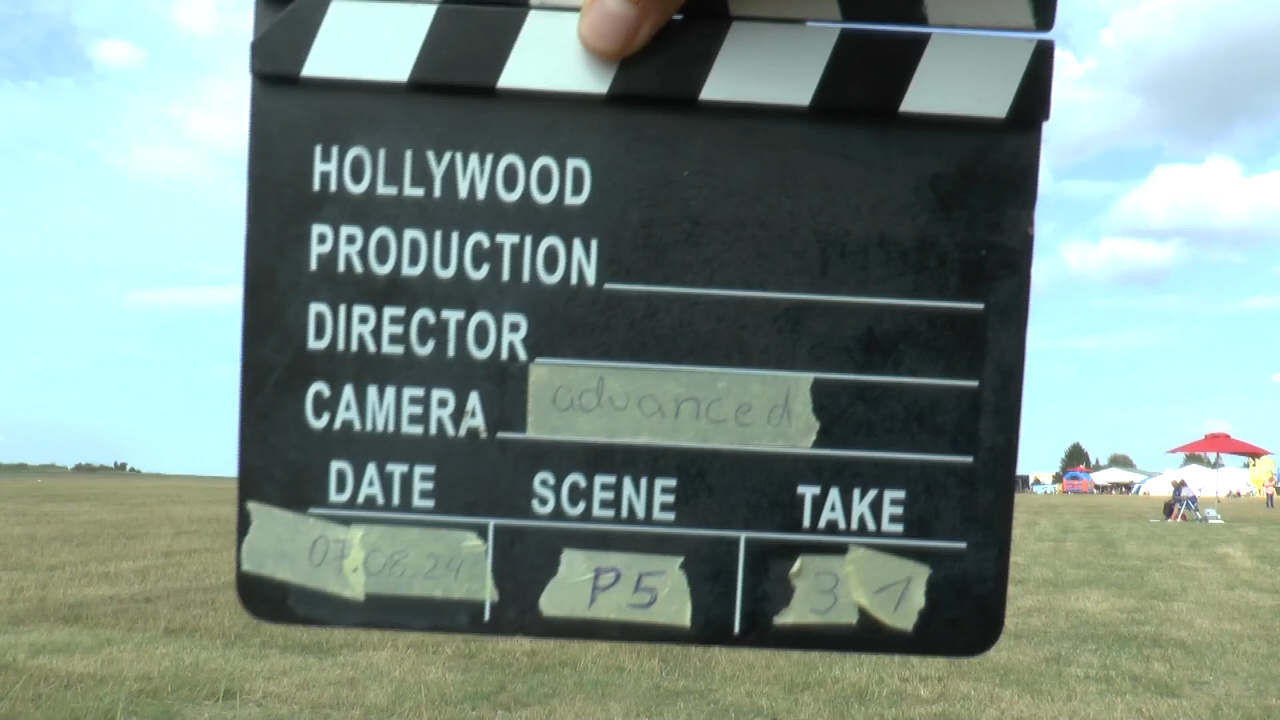 HOLLYWOOD
PRODUCTION
DIRECTOR
CAMERA advanced
DATE SCENE TAKE
07.08.24 P5 3 1